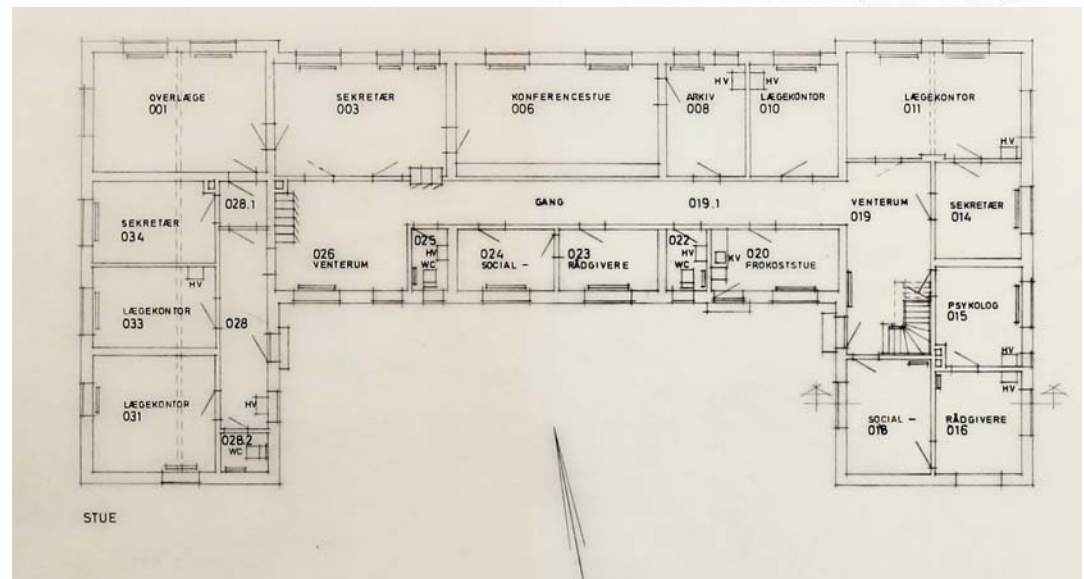 OVERLÆGE
001
SEKRETÆR
003
KONFERENCESTUE
006
ARKIV
008
HV
HV
LÆGEKONTOR
010
LÆGEKONTOR
011
HV
SEKRETÆR
034
028.1
GANG
019.1
VENTERUM
019
SEKRETÆR
014
026
VENTERUM
025
HV
WC
024
SOCIAL-
023
RÅDGIVERE
022
HV
WC
KV
020
FROKOSTSTUE
HV
LÆGEKONTOR
033
028
PSYKOLOG
015
HV
LÆGEKONTOR
031
HV
028.2
WC
SOCIAL-
018
HV
RÅDGIVERE
016
STUE